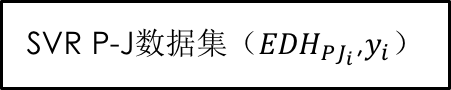 SVR P-J数据集（$EDH_{PJ_i}, y_i$）